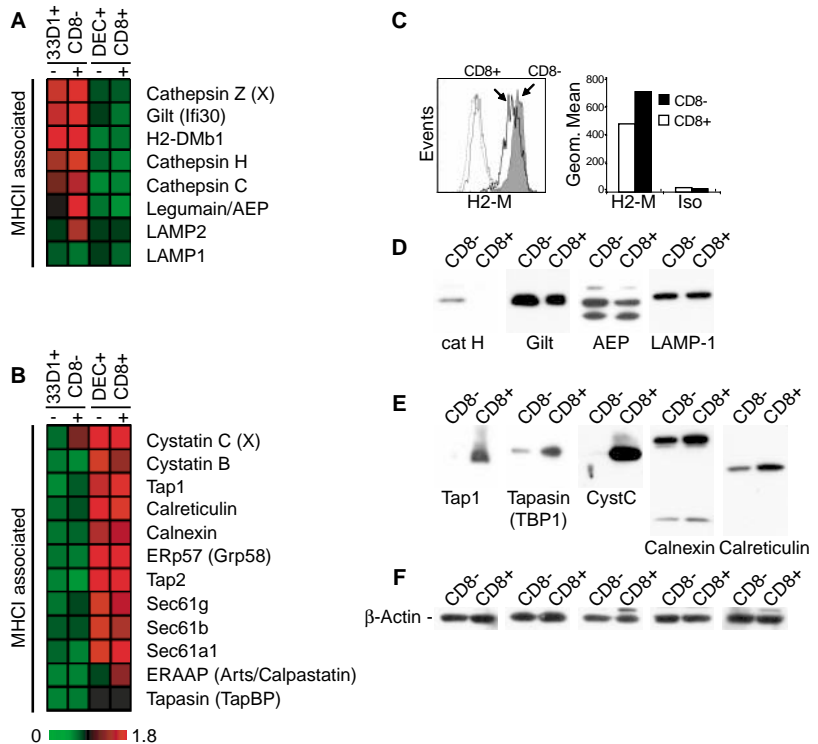 A
33D1+
CD8-
DEC+
CD8+
- + - +
MHCII associated
Cathepsin Z (X)
Gilt (Ifi30)
H2-DMb1
Cathepsin H
Cathepsin C
Legumain/AEP
LAMP2
LAMP1
B
33D1+
CD8-
DEC+
CD8+
- + - +
MHCI associated
Cystatin C (X)
Cystatin B
Tap1
Calreticulin
Calnexin
ERp57 (Grp58)
Tap2
Sec61g
Sec61b
Sec61a1
ERAAP (Arts/Calpastatin)
Tapasin (TapBP)
0 1.8
C
CD8+ CD8-
Events
H2-M
Geom. Mean
800
600
400
200
0
H2-M Iso
CD8-
CD8+
D
CD8- CD8+ CD8- CD8+ CD8- CD8+ CD8- CD8+
cat H Gilt AEP LAMP-1
E
CD8- CD8+ CD8- CD8+ CD8- CD8+ CD8- CD8+ CD8- CD8+
Tap1 Tapasin CystC
(TBP1)
Calnexin Calreticulin
F
CD8- CD8+ CD8- CD8+ CD8- CD8+ CD8- CD8+ CD8- CD8+
β-Actin -